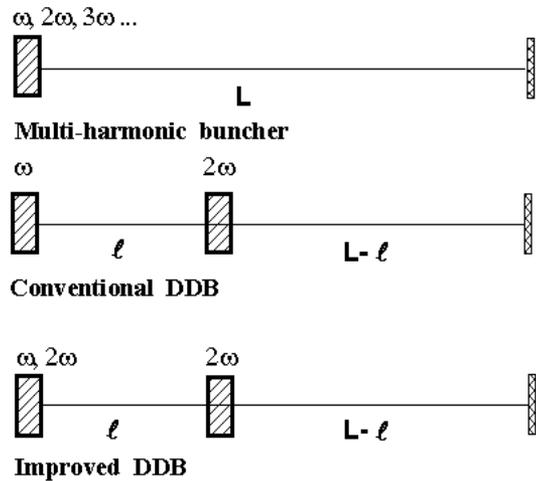 ω, 2ω, 3ω ...
L
Multi-harmonic buncher
ω 2ω
ℓ L- ℓ
Conventional DDB
ω, 2ω 2ω
ℓ L- ℓ
Improved DDB